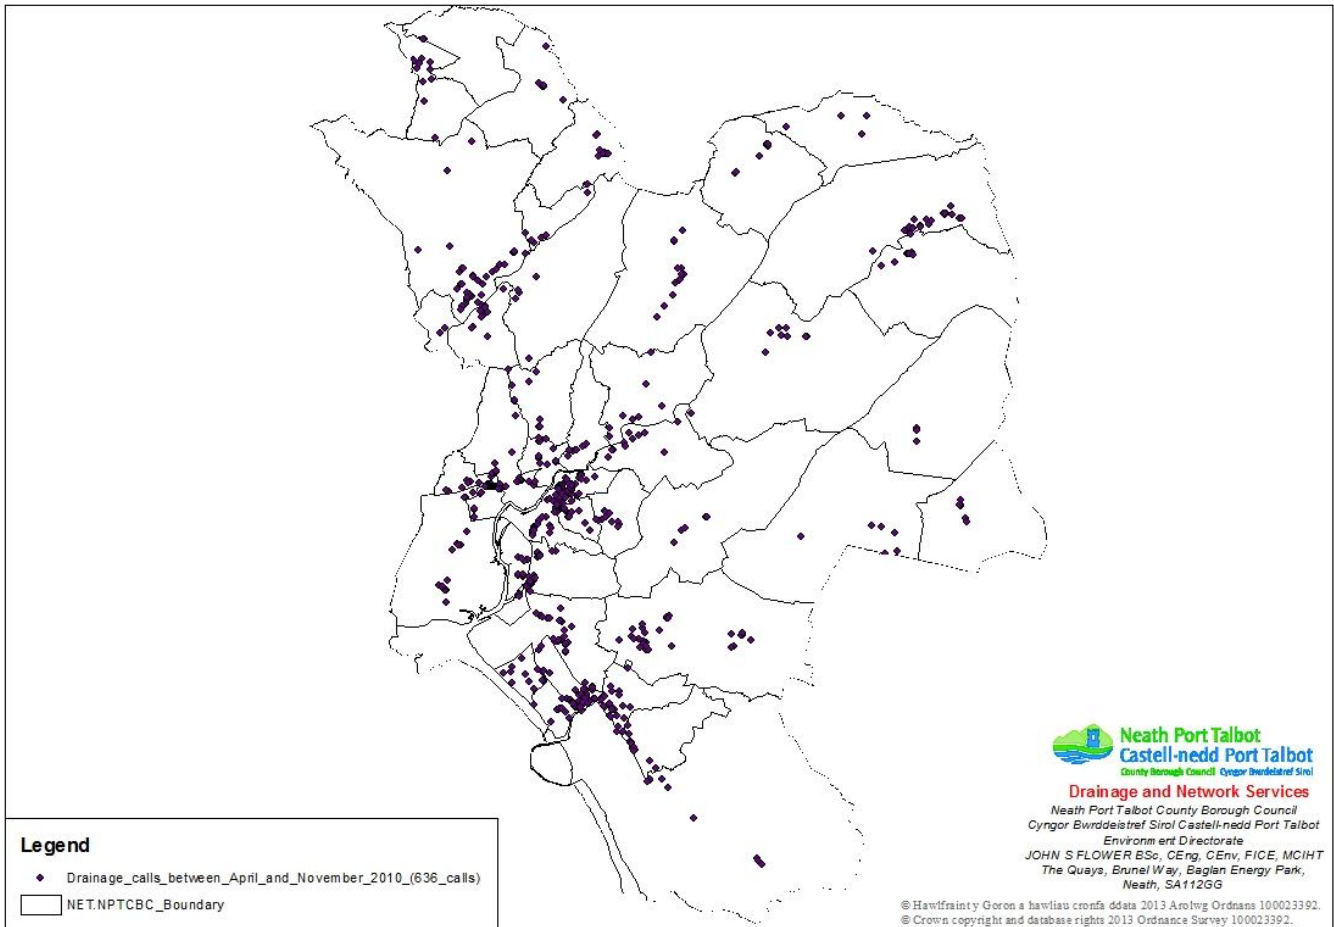 Legend
Drainage_calls_between_April_and_November_2010_(636_calls)
NET.NPTCBC_Boundary
Neath Port Talbot
Castell-nedd Port Talbot
County Borough Council Cyngor Bwrdeistref Sirol
Drainage and Network Services
Neath Port Talbot County Borough Council
Cyngor Bwrddeistref Sirol Castell-nedd Port Talbot
Environment Directorate
JOHN S FLOWER BSc, CEng, CEnv, FICE, MCIHT
The Quays, Brunel Way, Baglan Energy Park,
Neath, SA112GG
© Hawlfraint y Goron a hawliau cronfa ddata 2013 Arolwg Ordnans 100023392.
© Crown copyright and database rights 2013 Ordnance Survey 100023392.